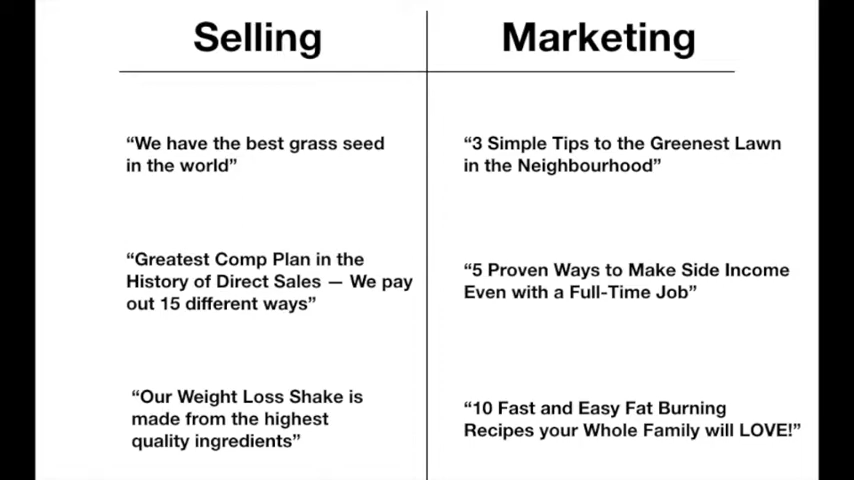 Selling
Marketing
“We have the best grass seed
in the world”
“3 Simple Tips to the Greenest Lawn
in the Neighbourhood”
“Greatest Comp Plan in the
History of Direct Sales — We pay
out 15 different ways”
“5 Proven Ways to Make Side Income
Even with a Full-Time Job”
“Our Weight Loss Shake is
made from the highest
quality ingredients”
“10 Fast and Easy Fat Burning
Recipes your Whole Family will LOVE!”